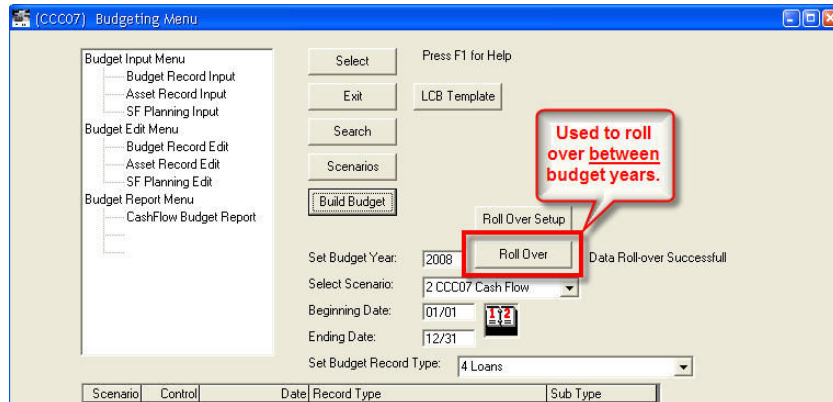 (CCC07) Budgeting Menu
Budget Input Menu
Budget Record Input
Asset Record Input
SF Planning Input
Budget Edit Menu
Budget Record Edit
Asset Record Edit
SF Planning Edit
Budget Report Menu
CashFlow Budget Report
Select
Press F1 for Help
Exit
LCB Template
Search
Scenarios
Build Budget
Used to roll
over between
budget years.
Roll Over Setup
Set Budget Year:
2008
Roll Over
Data Roll-over Successfull
Select Scenario:
2 CCC07 Cash Flow
Beginning Date:
01/01
1 2
Ending Date:
12/31
Set Budget Record Type:
4 Loans
Scenario Control Date Record Type Sub Type